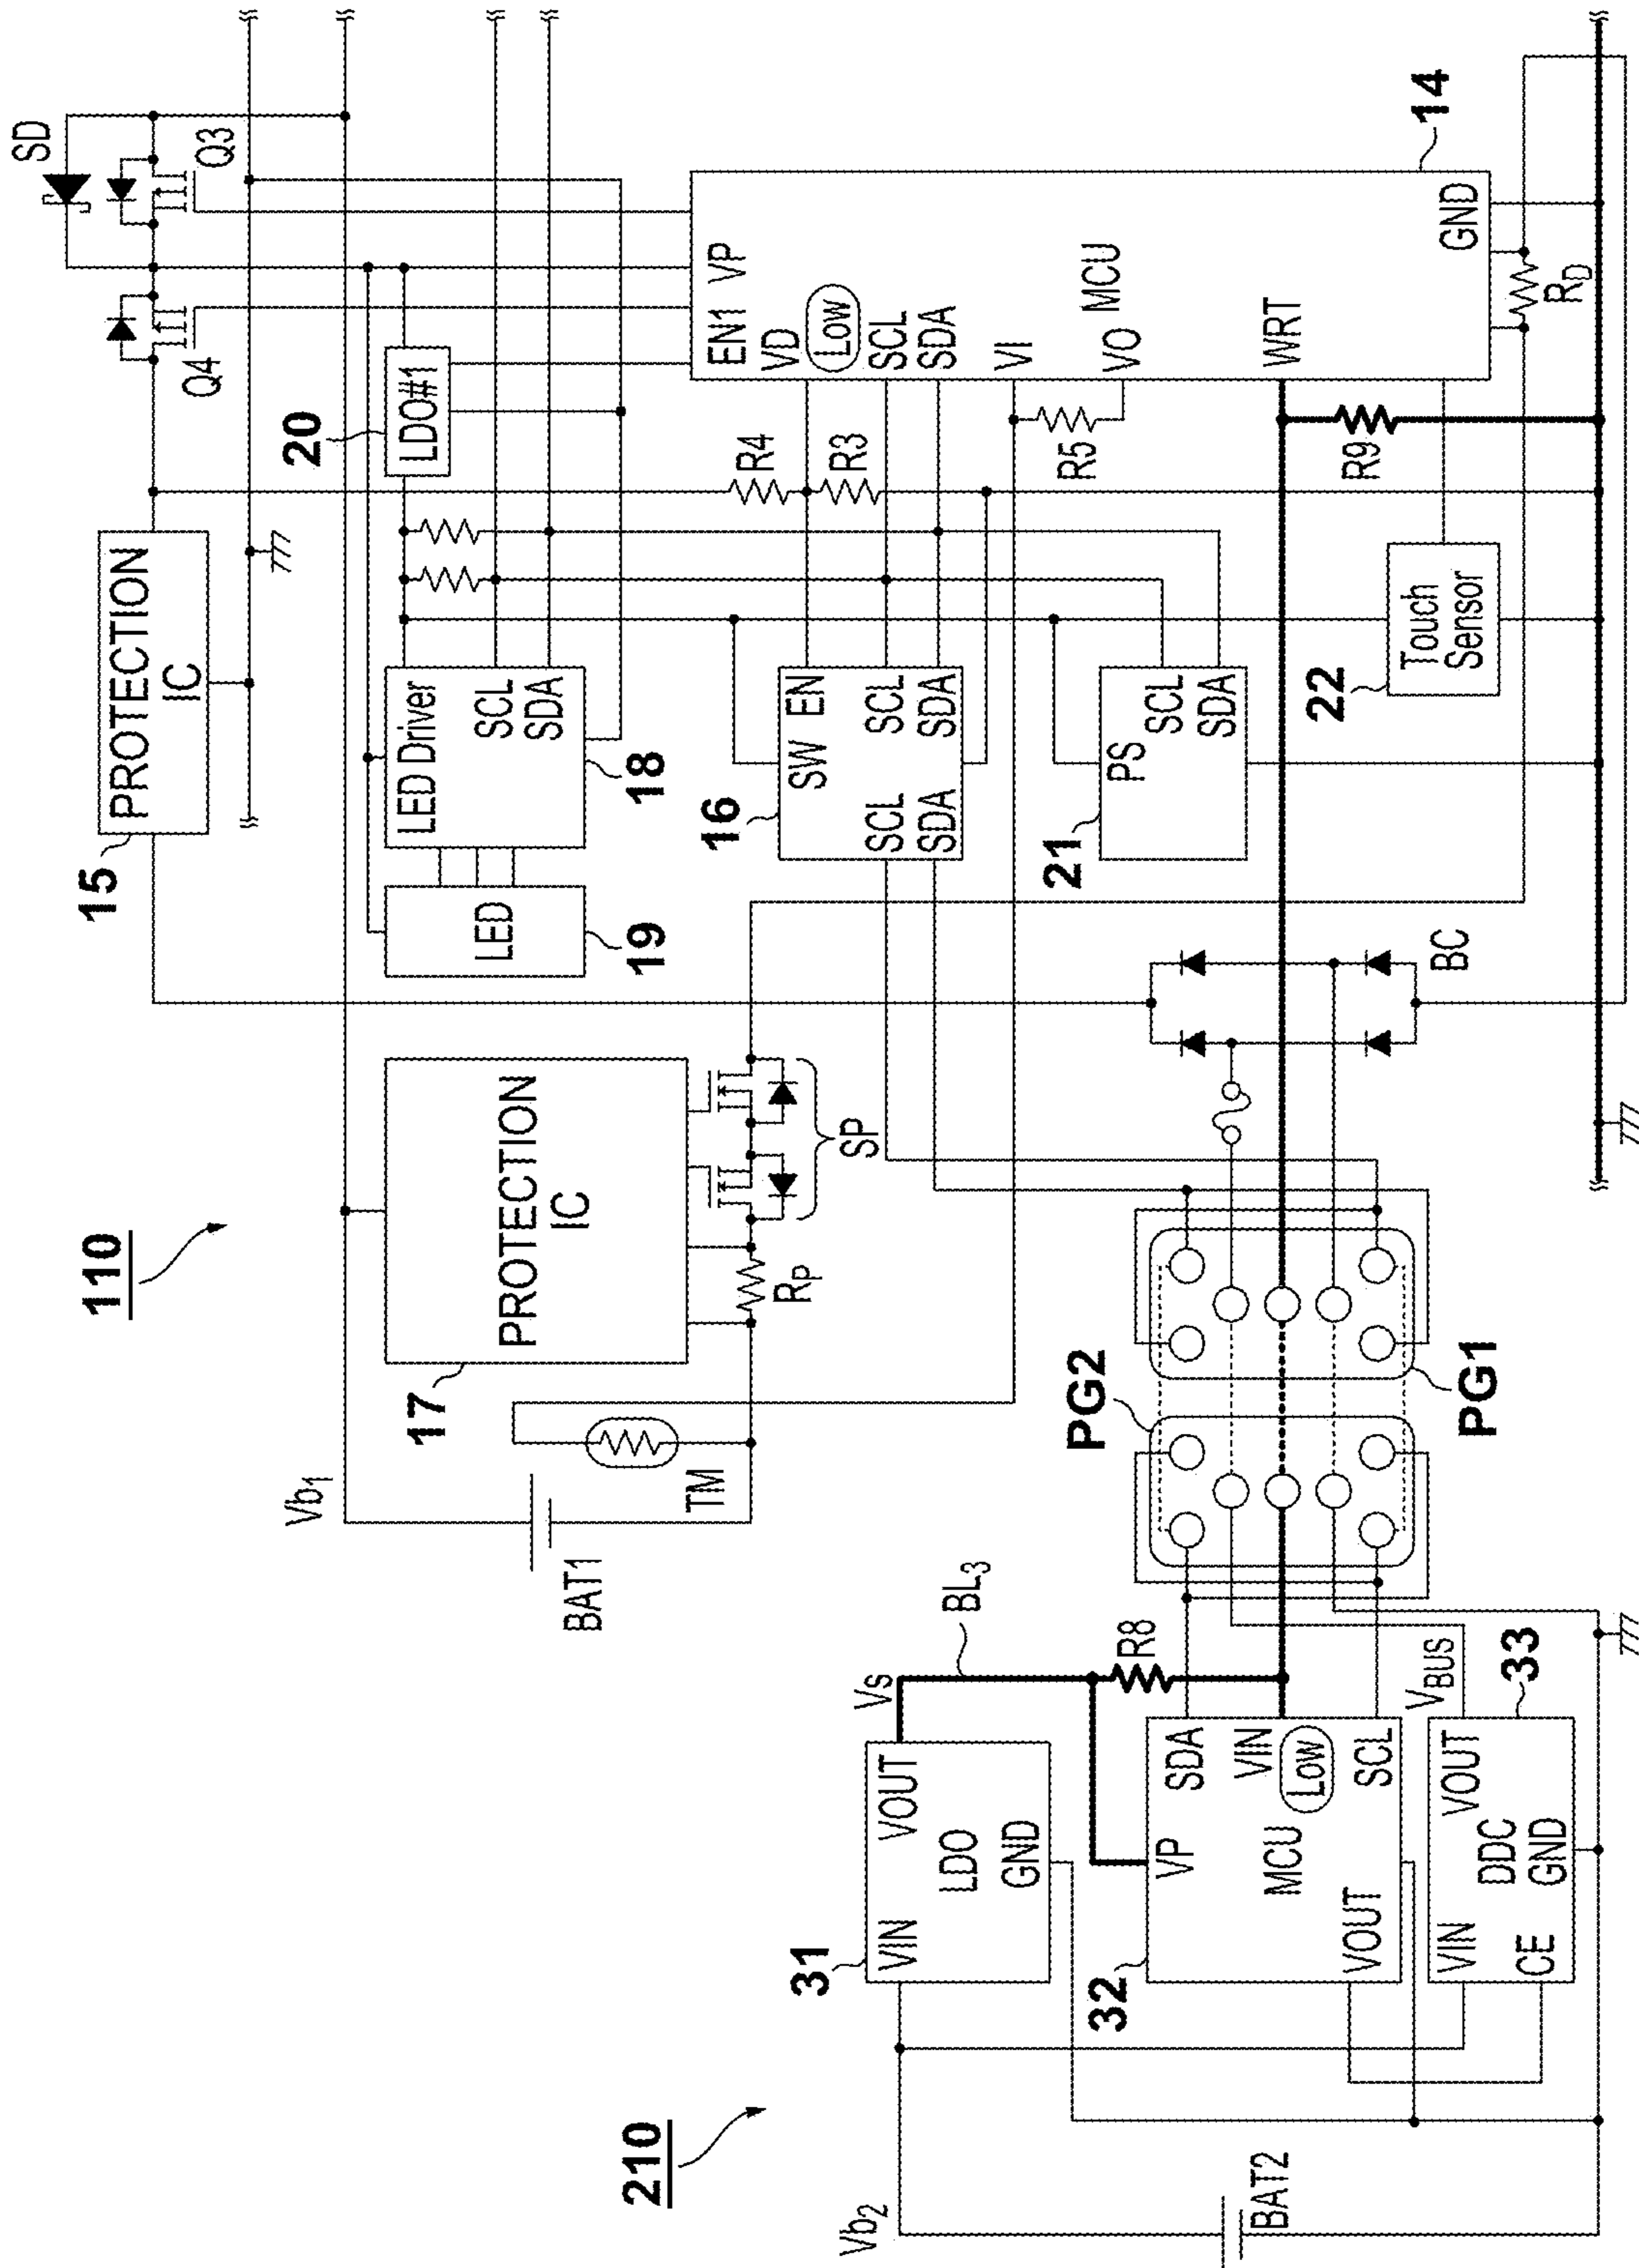 110
210
SD
Q3
Q4
PROTECTION
IC
15
20
LDO#1
LED Driver
SCL
SDA
18
LED
19
EN1
VP
VD
Low
SCL
SDA
VI
MCU
VO
WRT
GND
14
R4
R3
R5
R9
RD
SW
EN
SCL
SDA
SCL
SDA
16
PS
SCL
SDA
21
Touch
Sensor
22
BC
PROTECTION
IC
17
SP
RP
TM
Vb1
BAT1
PG2
PG1
BL3
Vs
R8
VIN
VOUT
LDO
GND
31
VP
SDA
VIN
Low
MCU
SCL
VOUT
32
VBUS
VIN
VOUT
DDC
CE
GND
33
Vb2
BAT2